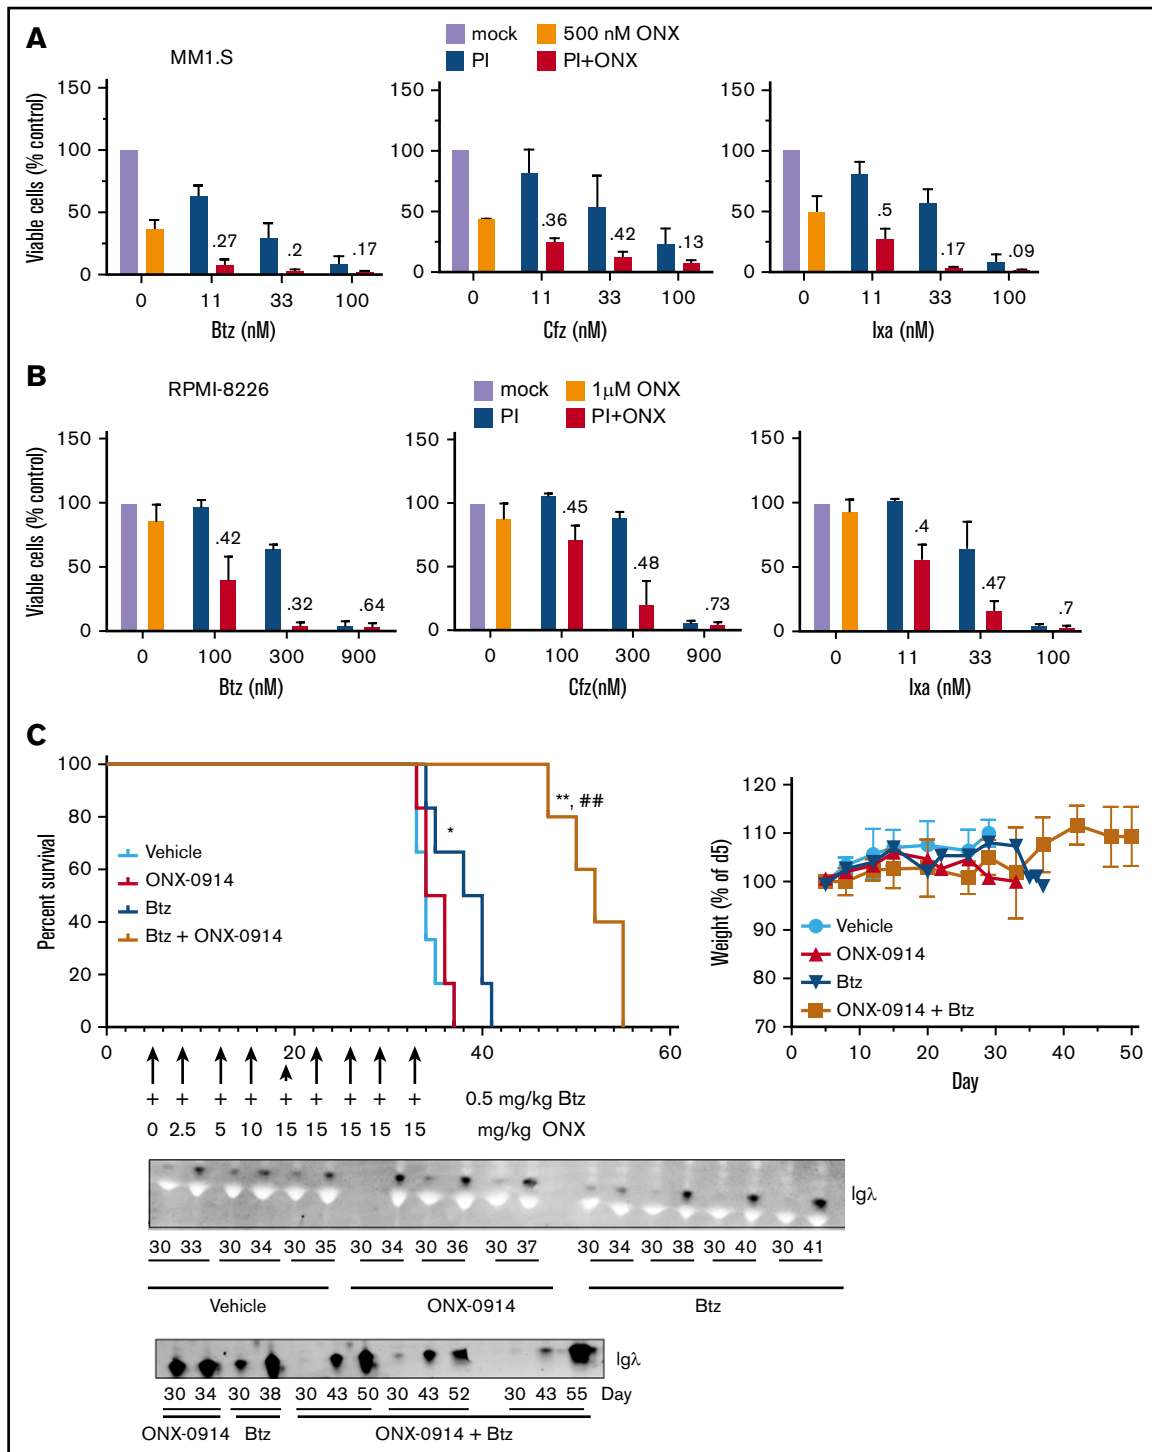 A
MM1.S
mock 500 nM ONX
PI PI+ONX
Viable cells (% control)
150 100 50 0
0 11 33 100
.27 .2 .17
Btz (nM)
150 100 50 0
0 11 33 100
.36 .42 .13
Cfz (nM)
150 100 50 0
0 11 33 100
.5 .17 .09
Ixa (nM)
B
RPMI-8226
mock 1μM ONX
PI PI+ONX
Viable cells (% control)
150 100 50 0
0 100 300 900
.42 .32 .64
Btz (nM)
150 100 50 0
0 100 300 900
.45 .48 .73
Cfz(nM)
150 100 50 0
0 11 33 100
.4 .47 .7
Ixa (nM)
C
Percent survival
100 80 60 40 20 0
Vehicle
ONX-0914
Btz
Btz + ONX-0914
*
**, ##
0 20 40 60
+ + + + + + + + + 0.5 mg/kg Btz
0 2.5 5 10 15 15 15 15 15 mg/kg ONX
Weight (% of d5)
120 110 100 90 80 70
Vehicle
ONX-0914
Btz
ONX-0914 + Btz
0 10 20 30 40 50
Day
Igλ
30 33 30 34 30 35 30 34 30 36 30 37 30 34 30 38 30 40 30 41
Vehicle ONX-0914 Btz
Igλ
30 34 30 38 30 43 50 30 43 52 30 43 55 Day
ONX-0914 Btz ONX-0914 + Btz